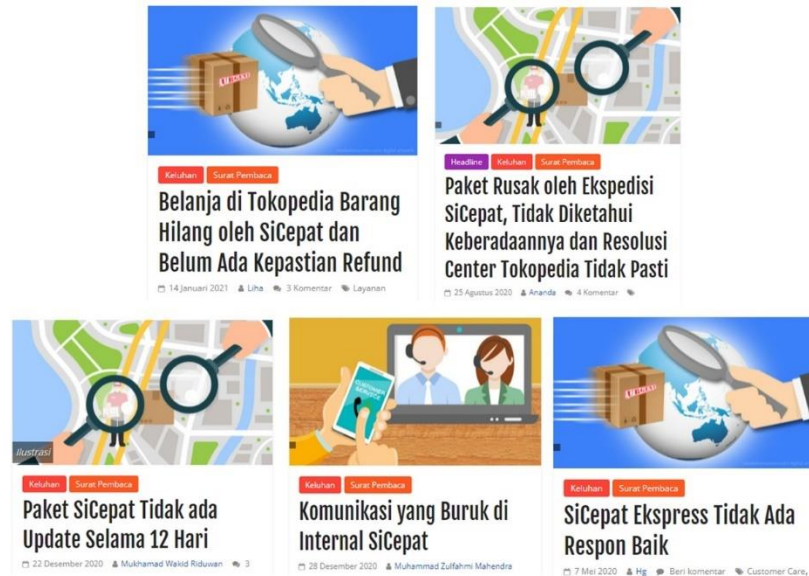 Keluhan Surat Pembaca
Belanja di Tokopedia Barang
Hilang oleh SiCepat dan
Belum Ada Kepastian Refund
14 Januari 2021 Liha 3 Komentar Layanan
Headline Keluhan Surat Pembaca
Paket Rusak oleh Ekspedisi
SiCepat, Tidak Diketahui
Keberadaannya dan Resolusi
Center Tokopedia Tidak Pasti
25 Agustus 2020 Ananda 4 Komentar
Ilustrasi
Keluhan Surat Pembaca
Paket SiCepat Tidak ada
Update Selama 12 Hari
22 Desember 2020 Mukhamad Wakid Riduwan 3
CUSTOMER
SERVICE
Keluhan Surat Pembaca
Komunikasi yang Buruk di
Internal SiCepat
28 Desember 2020 Muhammad Zulfahmi Mahendra
Keluhan Surat Pembaca
SiCepat Ekspress Tidak Ada
Respon Baik
7 Mei 2020 Hg Beri komentar Customer Care,